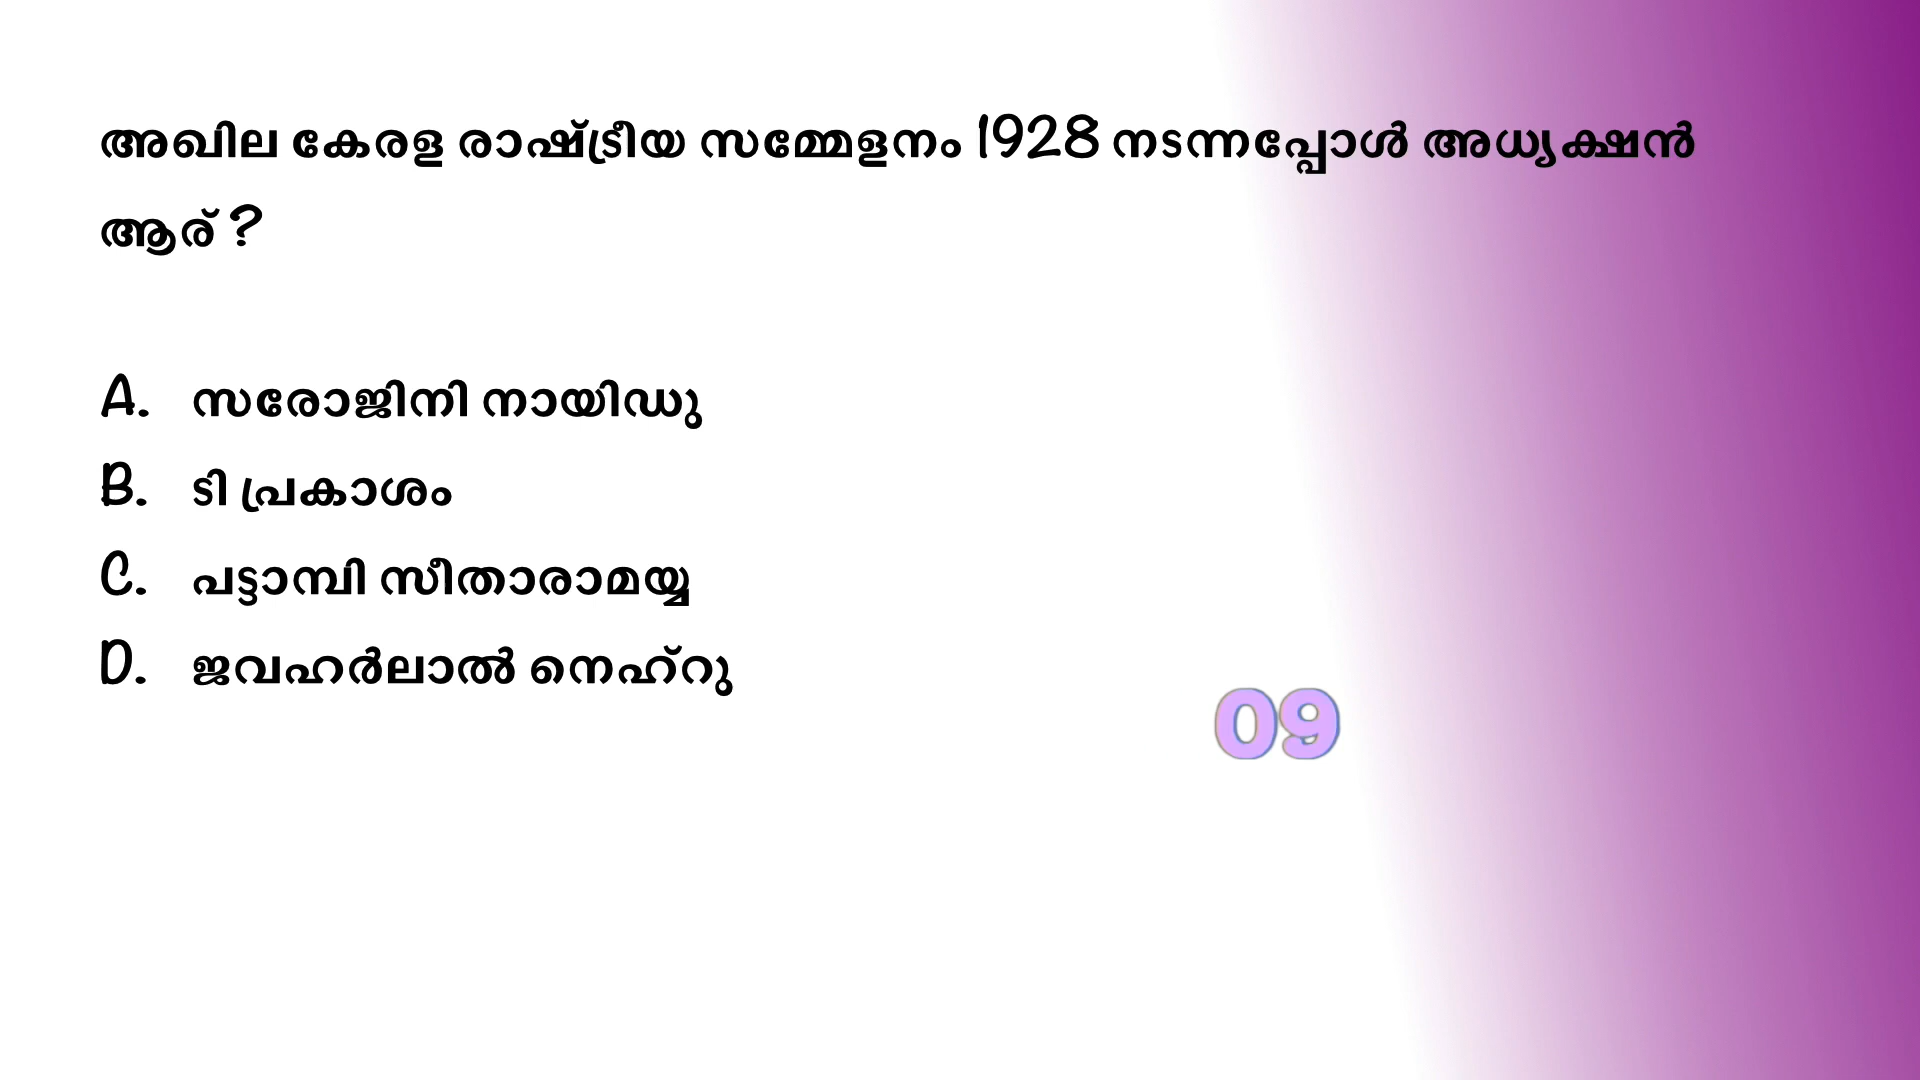 അഖില കേരള രാഷ്ട്രീയ സമ്മേളനം 1928 നടന്നപ്പോൾ അധ്യക്ഷൻ
ആര് ?
A. സരോജിനി നായിഡു
B. ടി പ്രകാശം
C. പട്ടാമ്പി സീതാരാമയ്യ
D. ജവഹർലാൽ നെഹ്റു
09